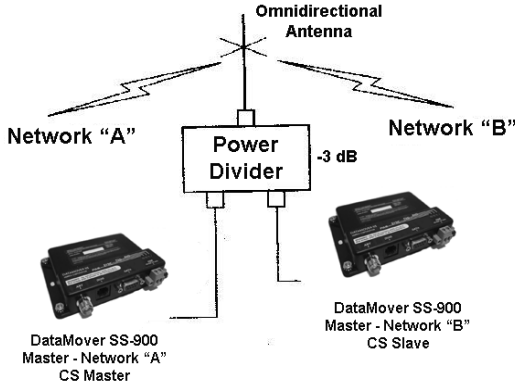 Omnidirectional
Antenna
Network “A”
Network “B”
Power
Divider
-3 dB
DataMover SS-900
Master - Network “A”
CS Master
DataMover SS-900
Master - Network “B”
CS Slave